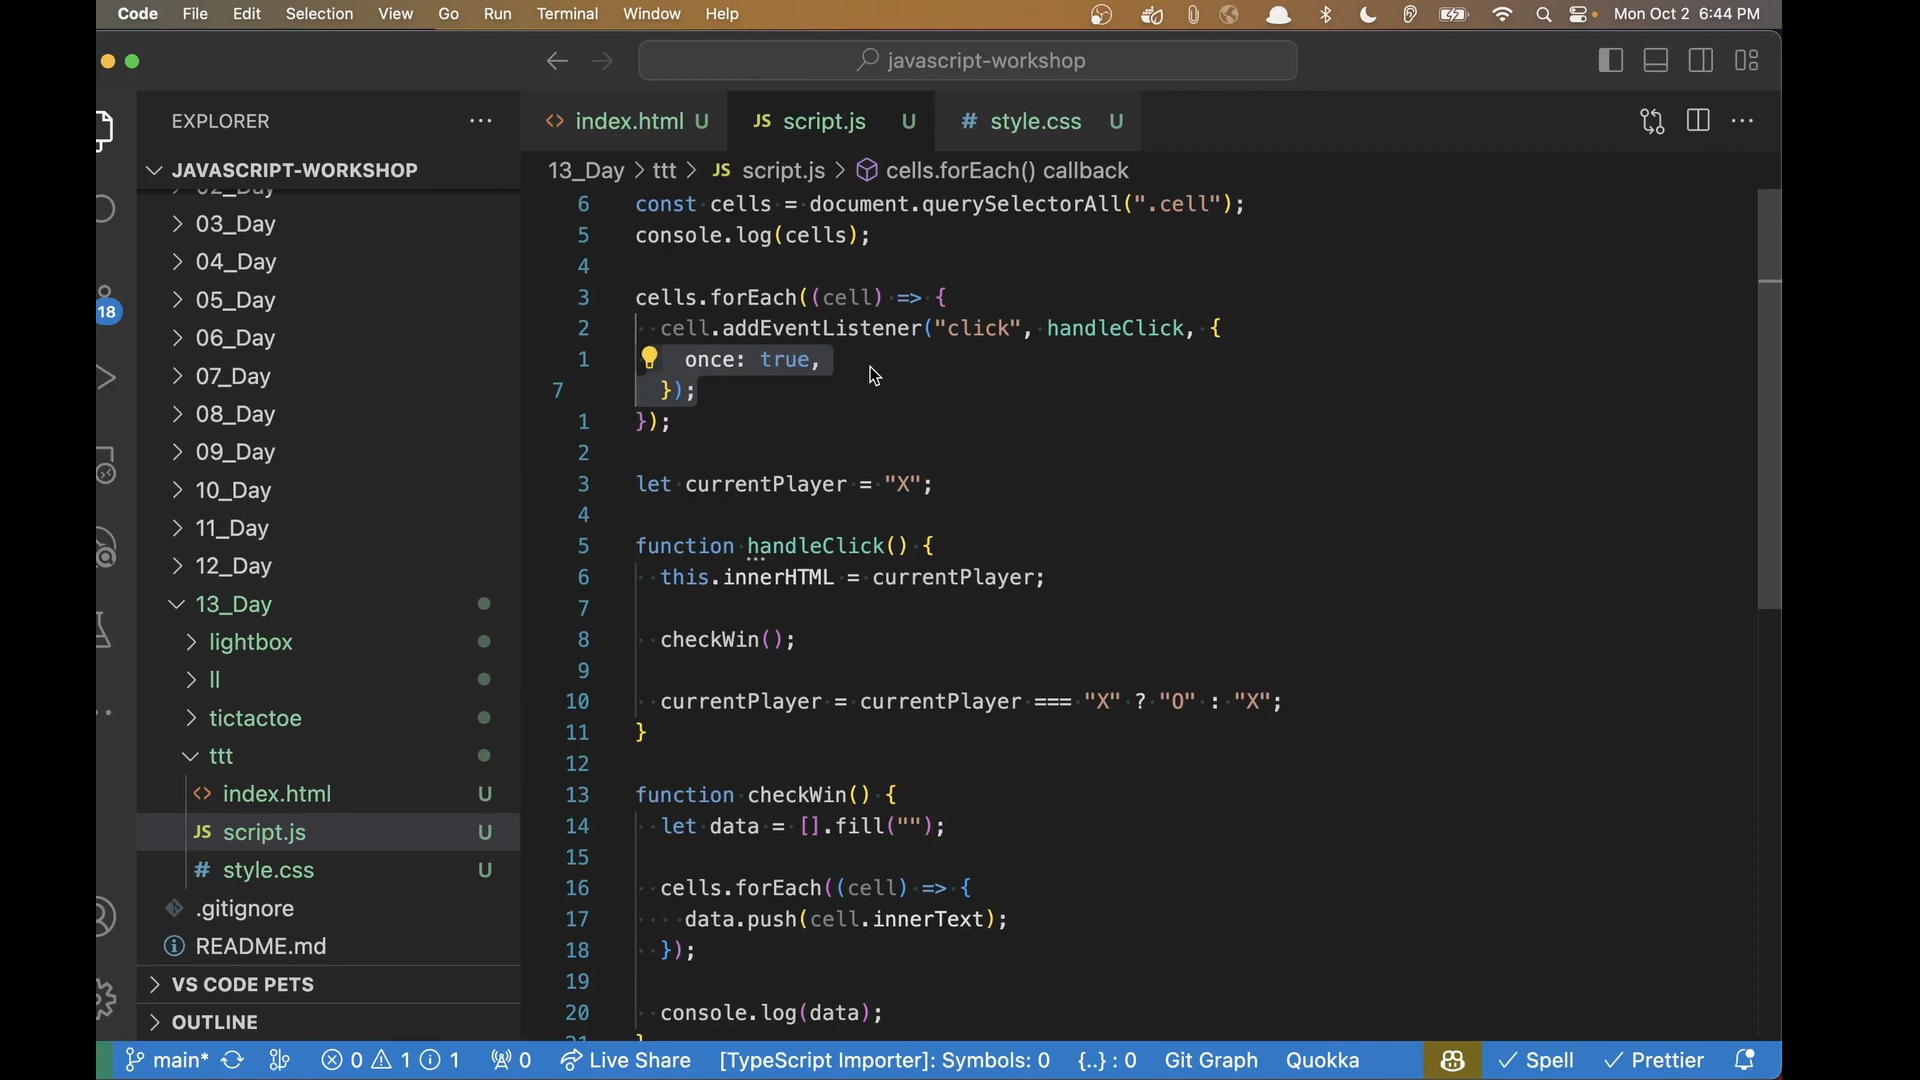 Code File Edit Selection View Go Run Terminal Window Help Mon Oct 2 6:44 PM
javascript-workshop
EXPLORER
JAVASCRIPT-WORKSHOP
02_Day
03_Day
04_Day
05_Day
06_Day
07_Day
08_Day
09_Day
10_Day
11_Day
12_Day
13_Day
lightbox
ll
tictactoe
ttt
index.html U
JS script.js U
# style.css U
.gitignore
README.md
VS CODE PETS
OUTLINE
18
index.html U JS script.js U # style.css U
13_Day > ttt > JS script.js > cells.forEach() callback
6 const cells = document.querySelectorAll(".cell");
5 console.log(cells);
4
3 cells.forEach((cell) => {
2 cell.addEventListener("click", handleClick, {
1 once: true,
7 });
1 });
2
3 let currentPlayer = "X";
4
5 function handleClick() {
6 this.innerHTML = currentPlayer;
7
8 checkWin();
9
10 currentPlayer = currentPlayer === "X" ? "O" : "X";
11 }
12
13 function checkWin() {
14 let data = [].fill("");
15
16 cells.forEach((cell) => {
17 data.push(cell.innerText);
18 });
19
20 console.log(data);
21 }
main* 0 1 1 0 Live Share [TypeScript Importer]: Symbols: 0 {..} : 0 Git Graph Quokka Spell Prettier